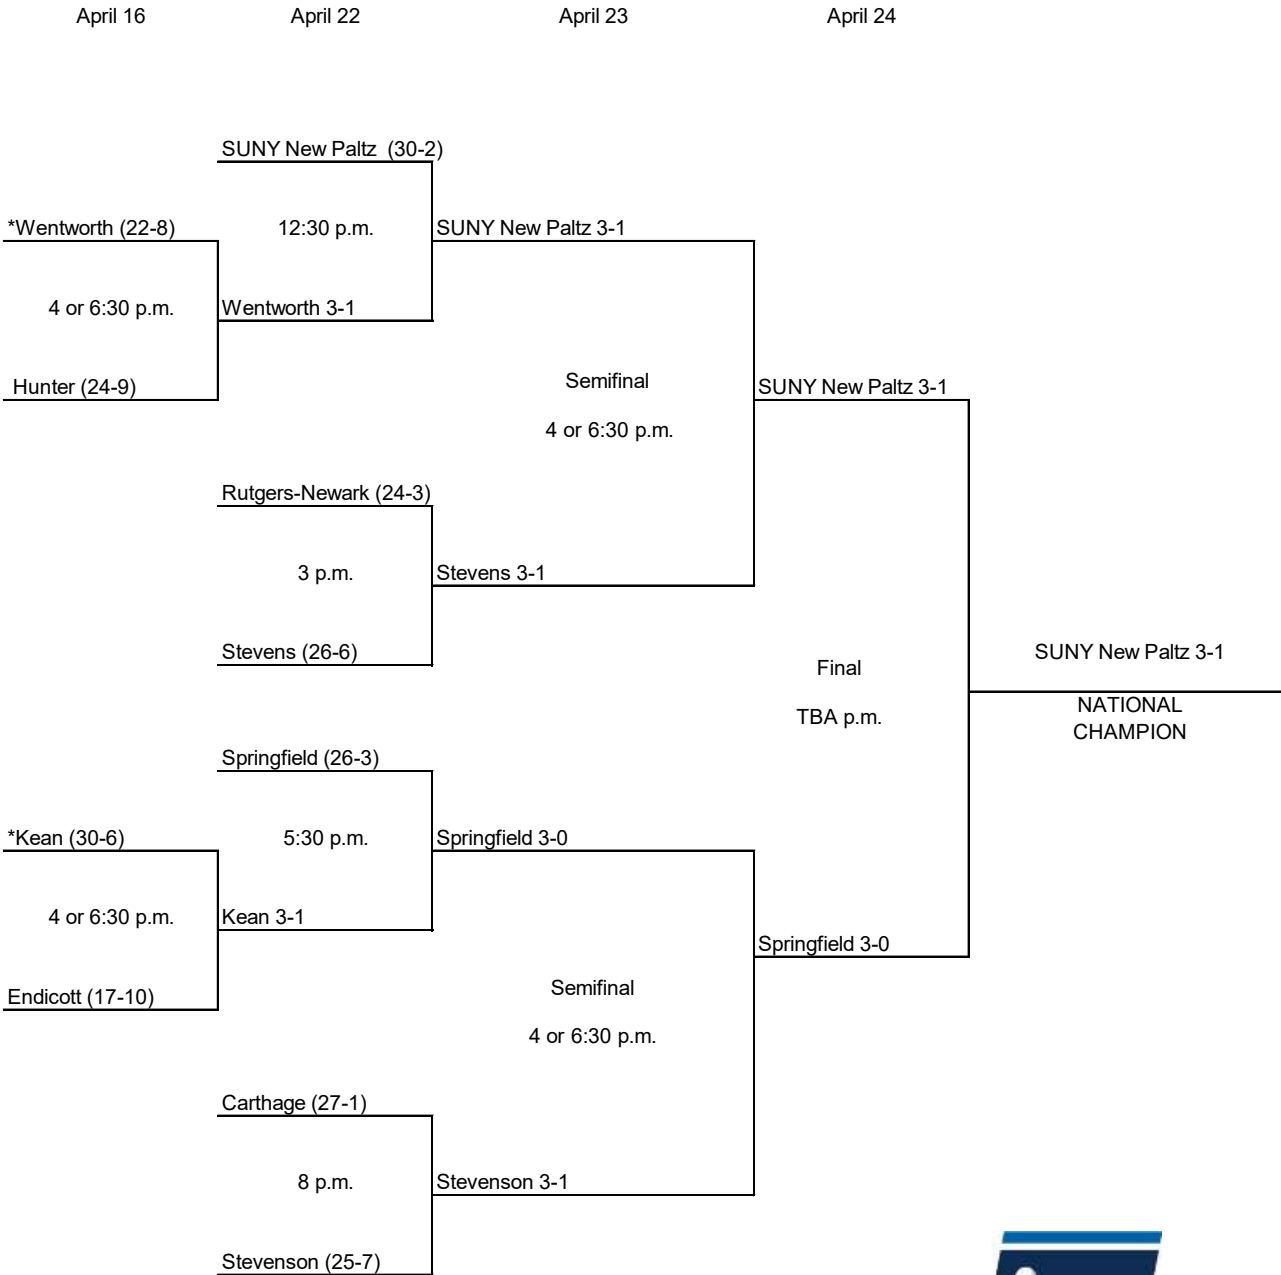 April 16 April 22 April 23 April 24
SUNY New Paltz (30-2)
*Wentworth (22-8) 12:30 p.m. SUNY New Paltz 3-1
4 or 6:30 p.m. Wentworth 3-1
Hunter (24-9) Semifinal SUNY New Paltz 3-1
4 or 6:30 p.m.
Rutgers-Newark (24-3)
3 p.m. Stevens 3-1
Stevens (26-6) Final SUNY New Paltz 3-1
TBA p.m. NATIONAL
CHAMPION
Springfield (26-3)
*Kean (30-6) 5:30 p.m. Springfield 3-0
4 or 6:30 p.m. Kean 3-1
Springfield 3-0
Endicott (17-10) Semifinal
4 or 6:30 p.m.
Carthage (27-1)
8 p.m. Stevenson 3-1
Stevenson (25-7)